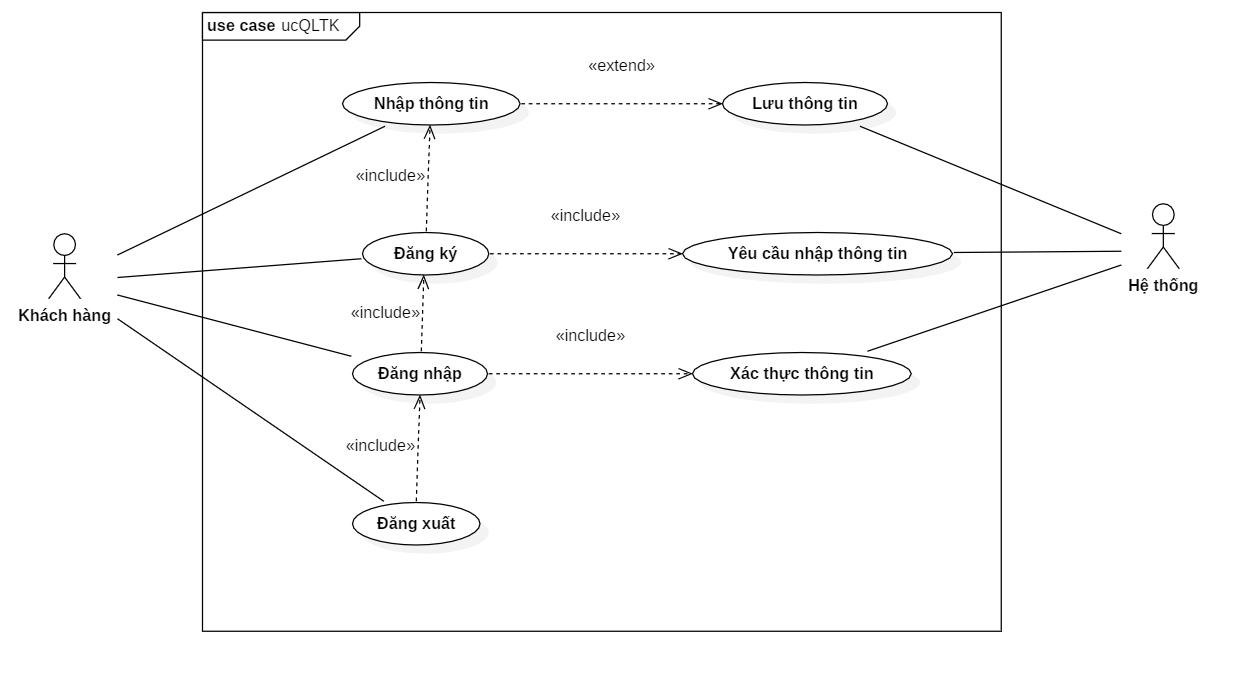 use case ucQLTK
«extend»
Nhập thông tin
Lưu thông tin
«include»
«include»
Đăng ký
Yêu cầu nhập thông tin
Hệ thống
Khách hàng
«include»
«include»
Đăng nhập
Xác thực thông tin
«include»
Đăng xuất